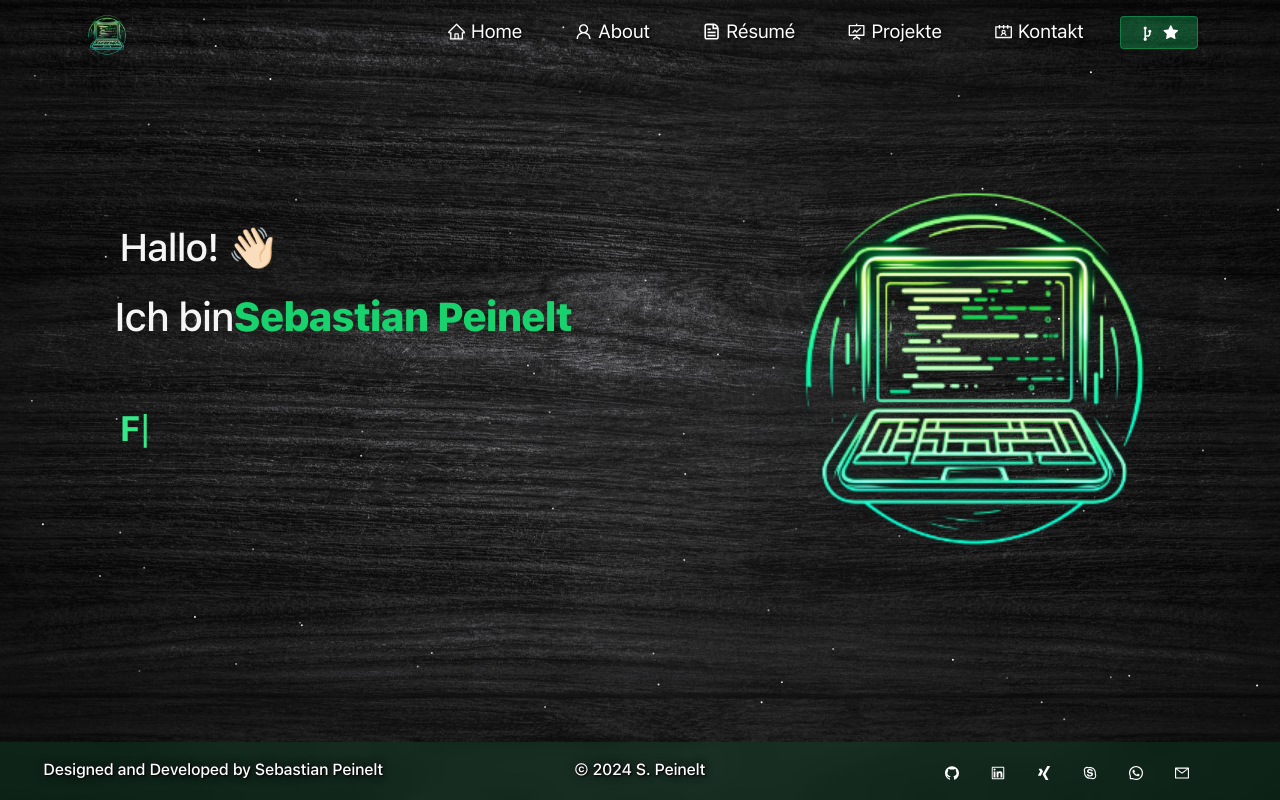 Home About Résumé Projekte Kontakt
Hallo! 👋🏻
Ich binSebastian Peinelt
F|
Designed and Developed by Sebastian Peinelt © 2024 S. Peinelt